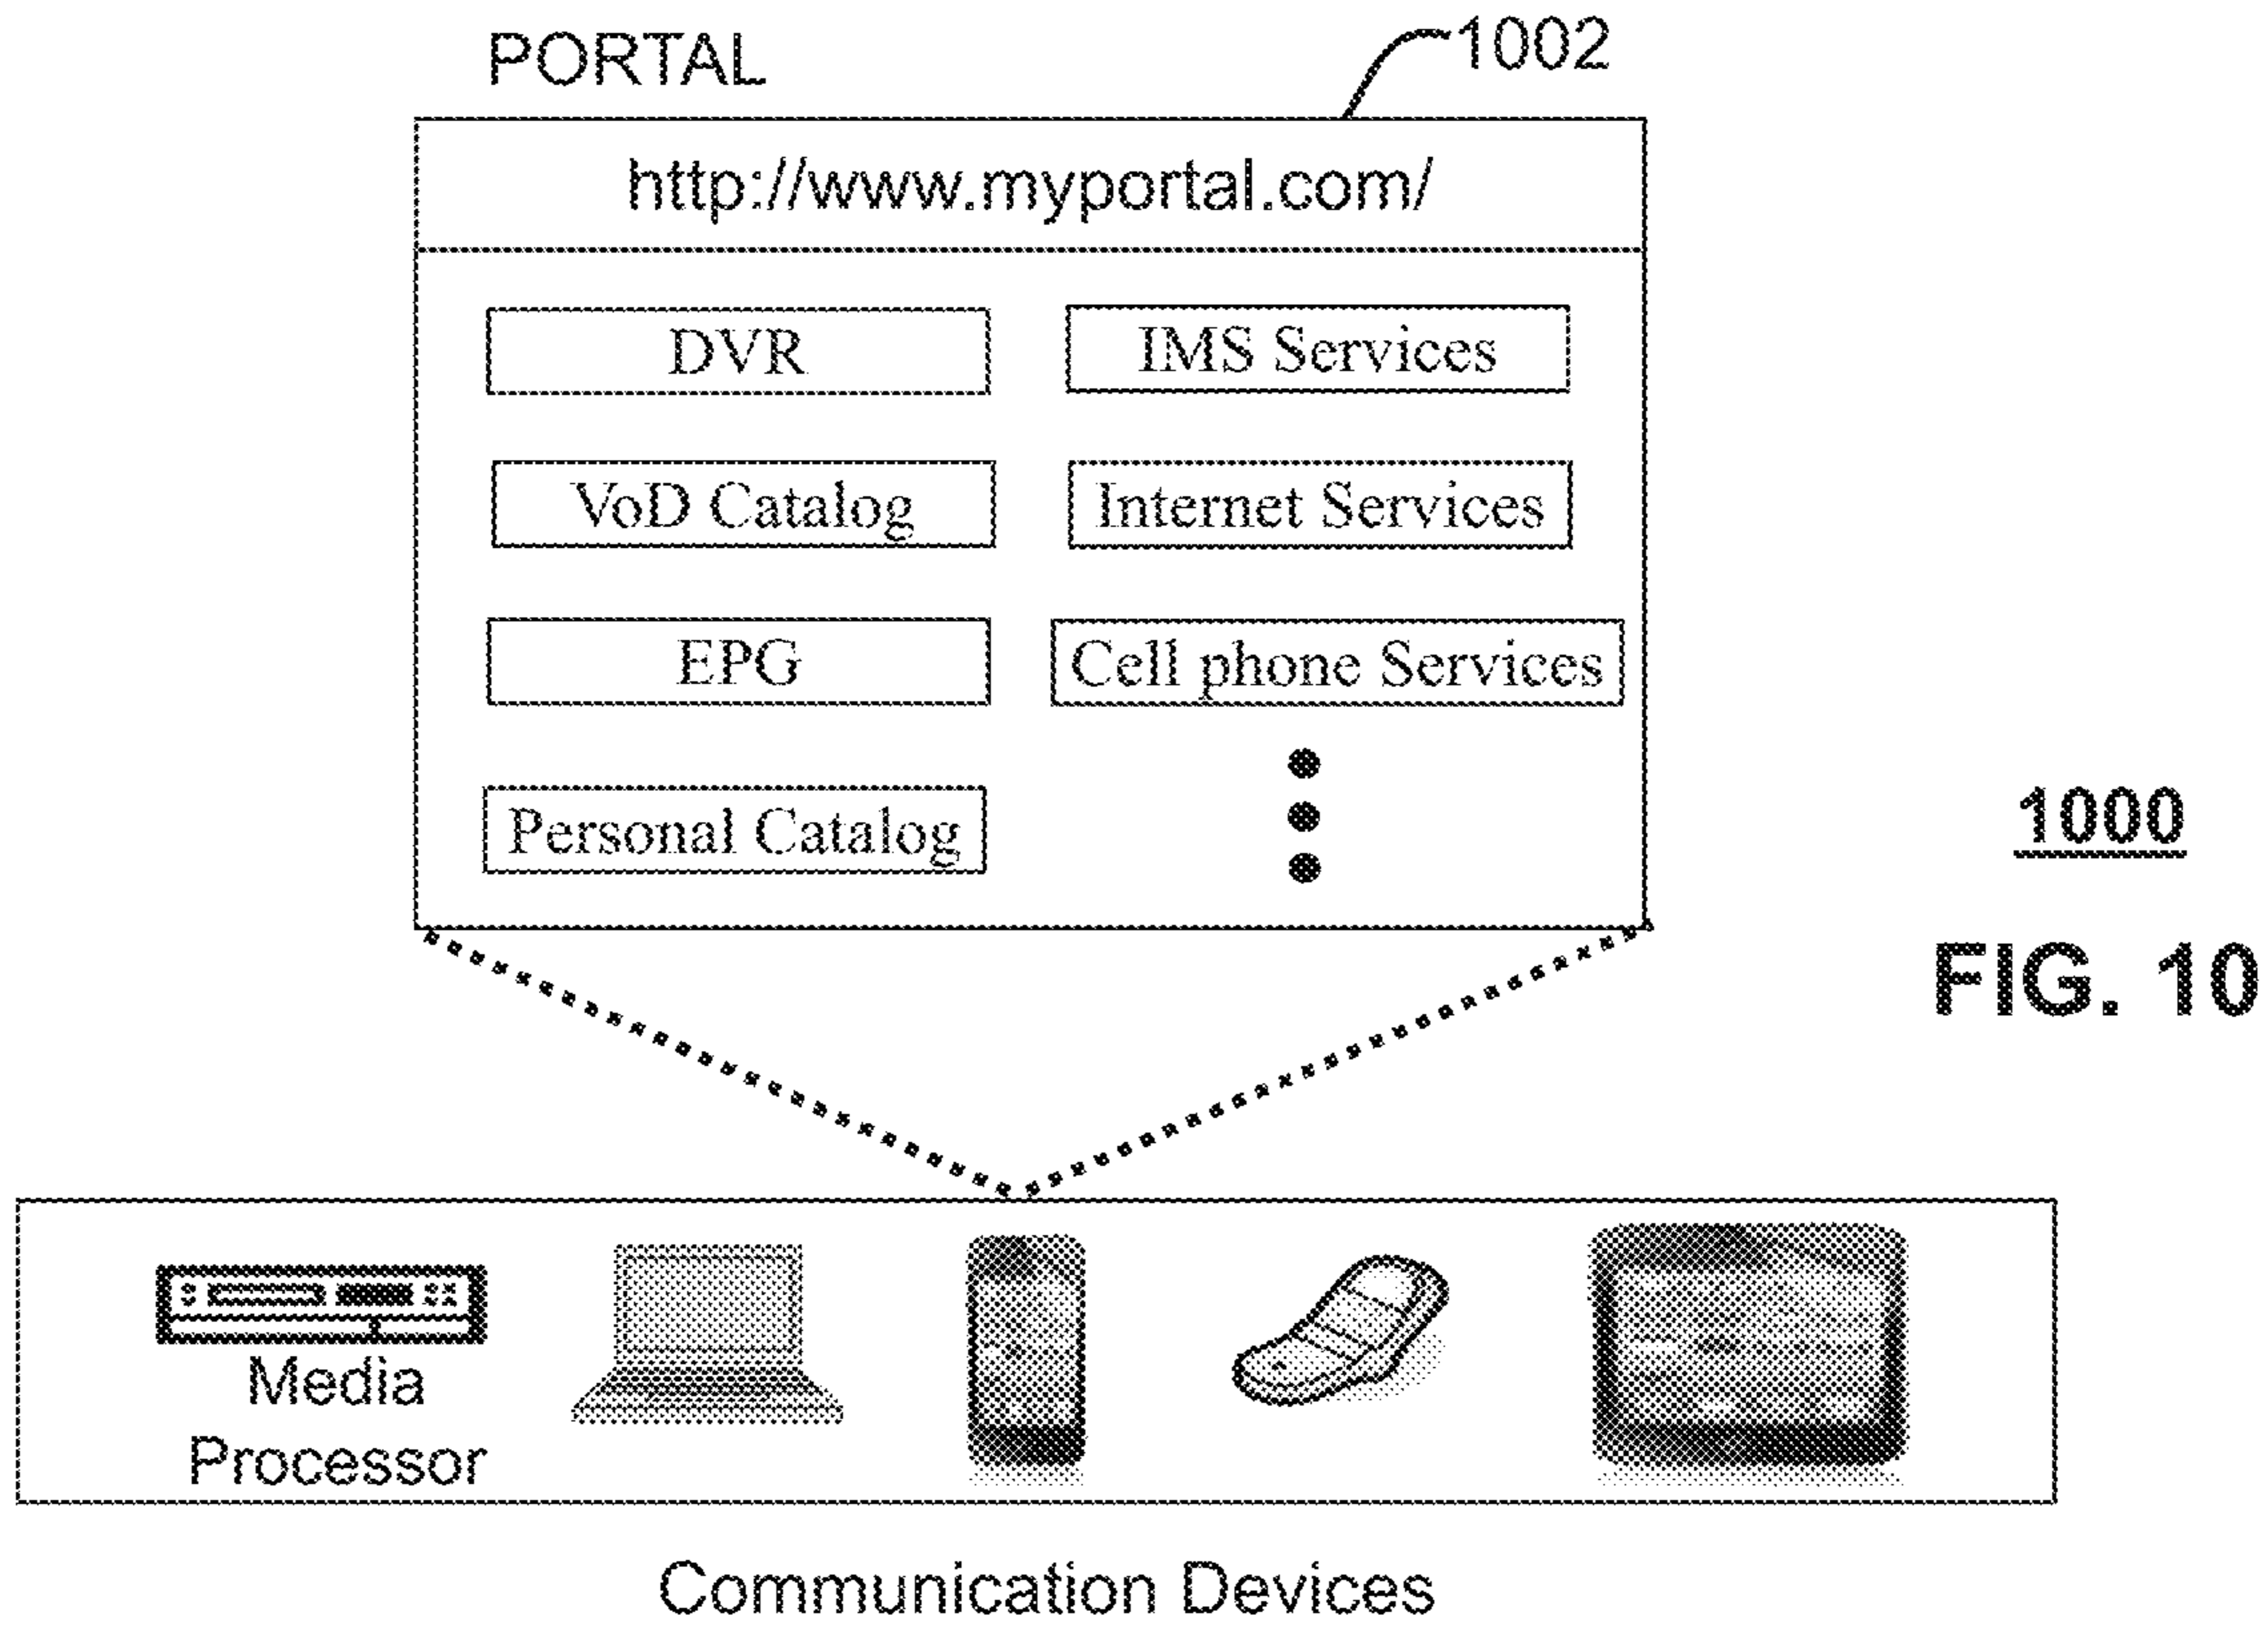 PORTAL
1002
http://www.myportal.com/
DVR
IMS Services
VoD Catalog
Internet Services
EPG
Cell phone Services
Personal Catalog
1000
FIG. 10
Media
Processor
Communication Devices